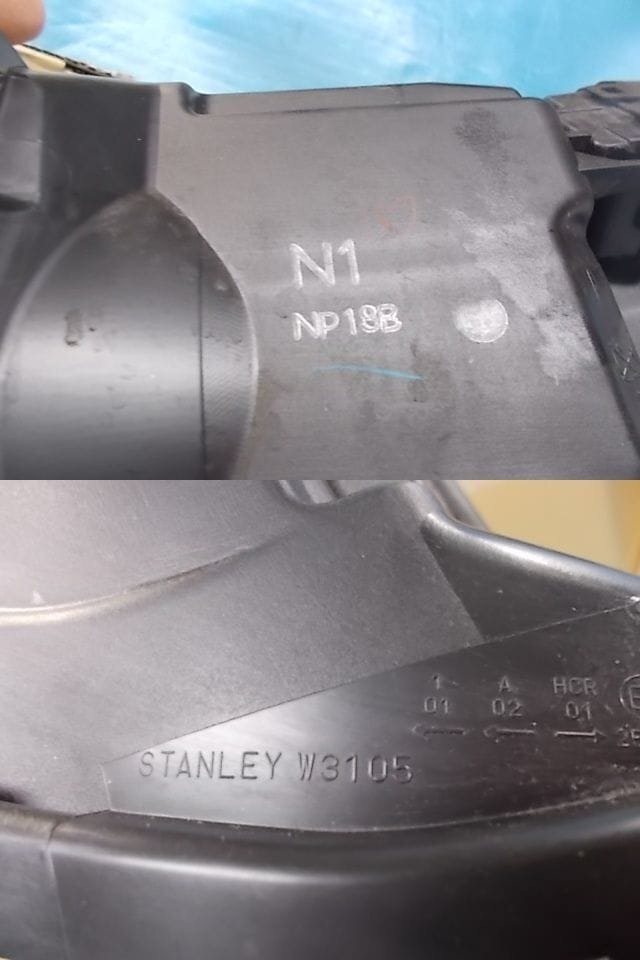 N1
NP18B
1 A HCR
01 02 01
STANLEY W3105